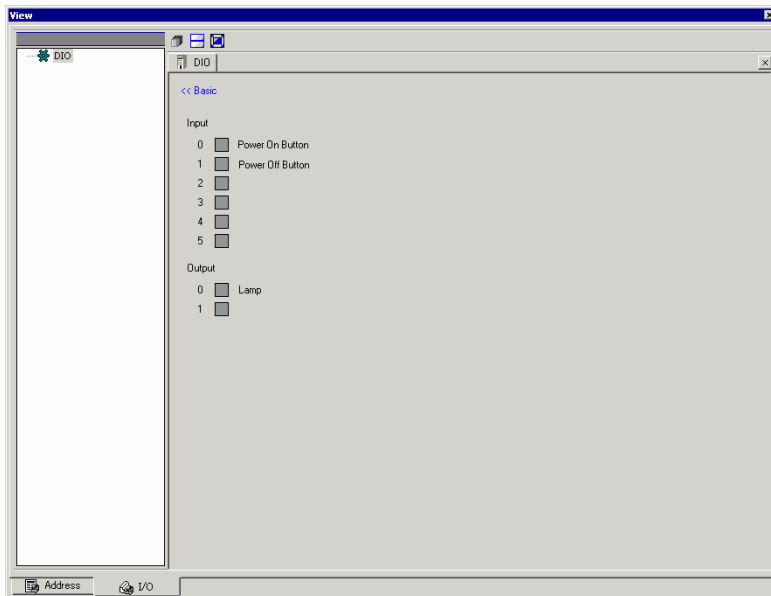 View
DIO
DIO
<< Basic
Input
0 Power On Button
1 Power Off Button
2
3
4
5
Output
0 Lamp
1
Address I/O